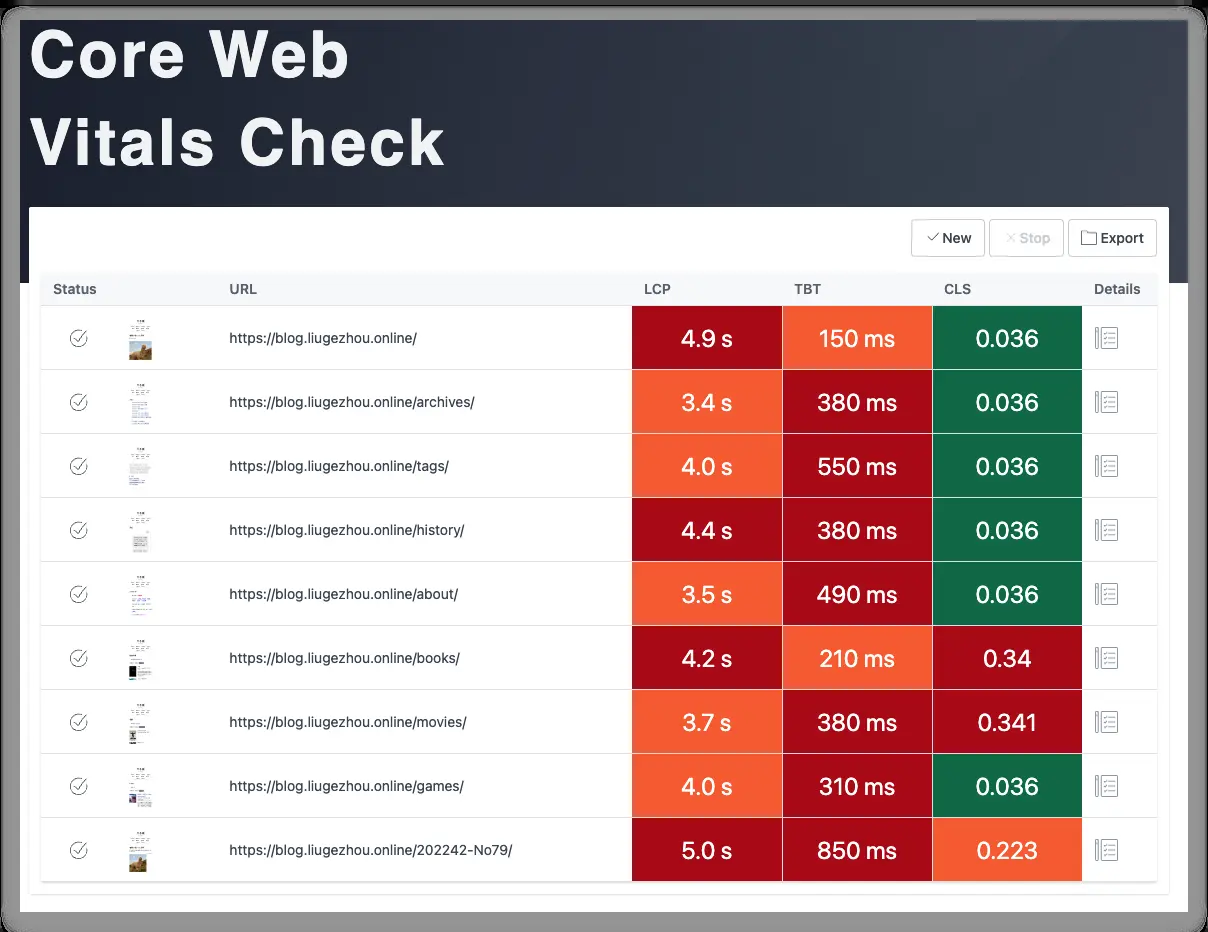 Core Web
Vitals Check
New Stop Export
Status URL LCP TBT CLS Details
https://blog.liugezhou.online/ 4.9 s 150 ms 0.036
https://blog.liugezhou.online/archives/ 3.4 s 380 ms 0.036
https://blog.liugezhou.online/tags/ 4.0 s 550 ms 0.036
https://blog.liugezhou.online/history/ 4.4 s 380 ms 0.036
https://blog.liugezhou.online/about/ 3.5 s 490 ms 0.036
https://blog.liugezhou.online/books/ 4.2 s 210 ms 0.34
https://blog.liugezhou.online/movies/ 3.7 s 380 ms 0.341
https://blog.liugezhou.online/games/ 4.0 s 310 ms 0.036
https://blog.liugezhou.online/202242-No79/ 5.0 s 850 ms 0.223